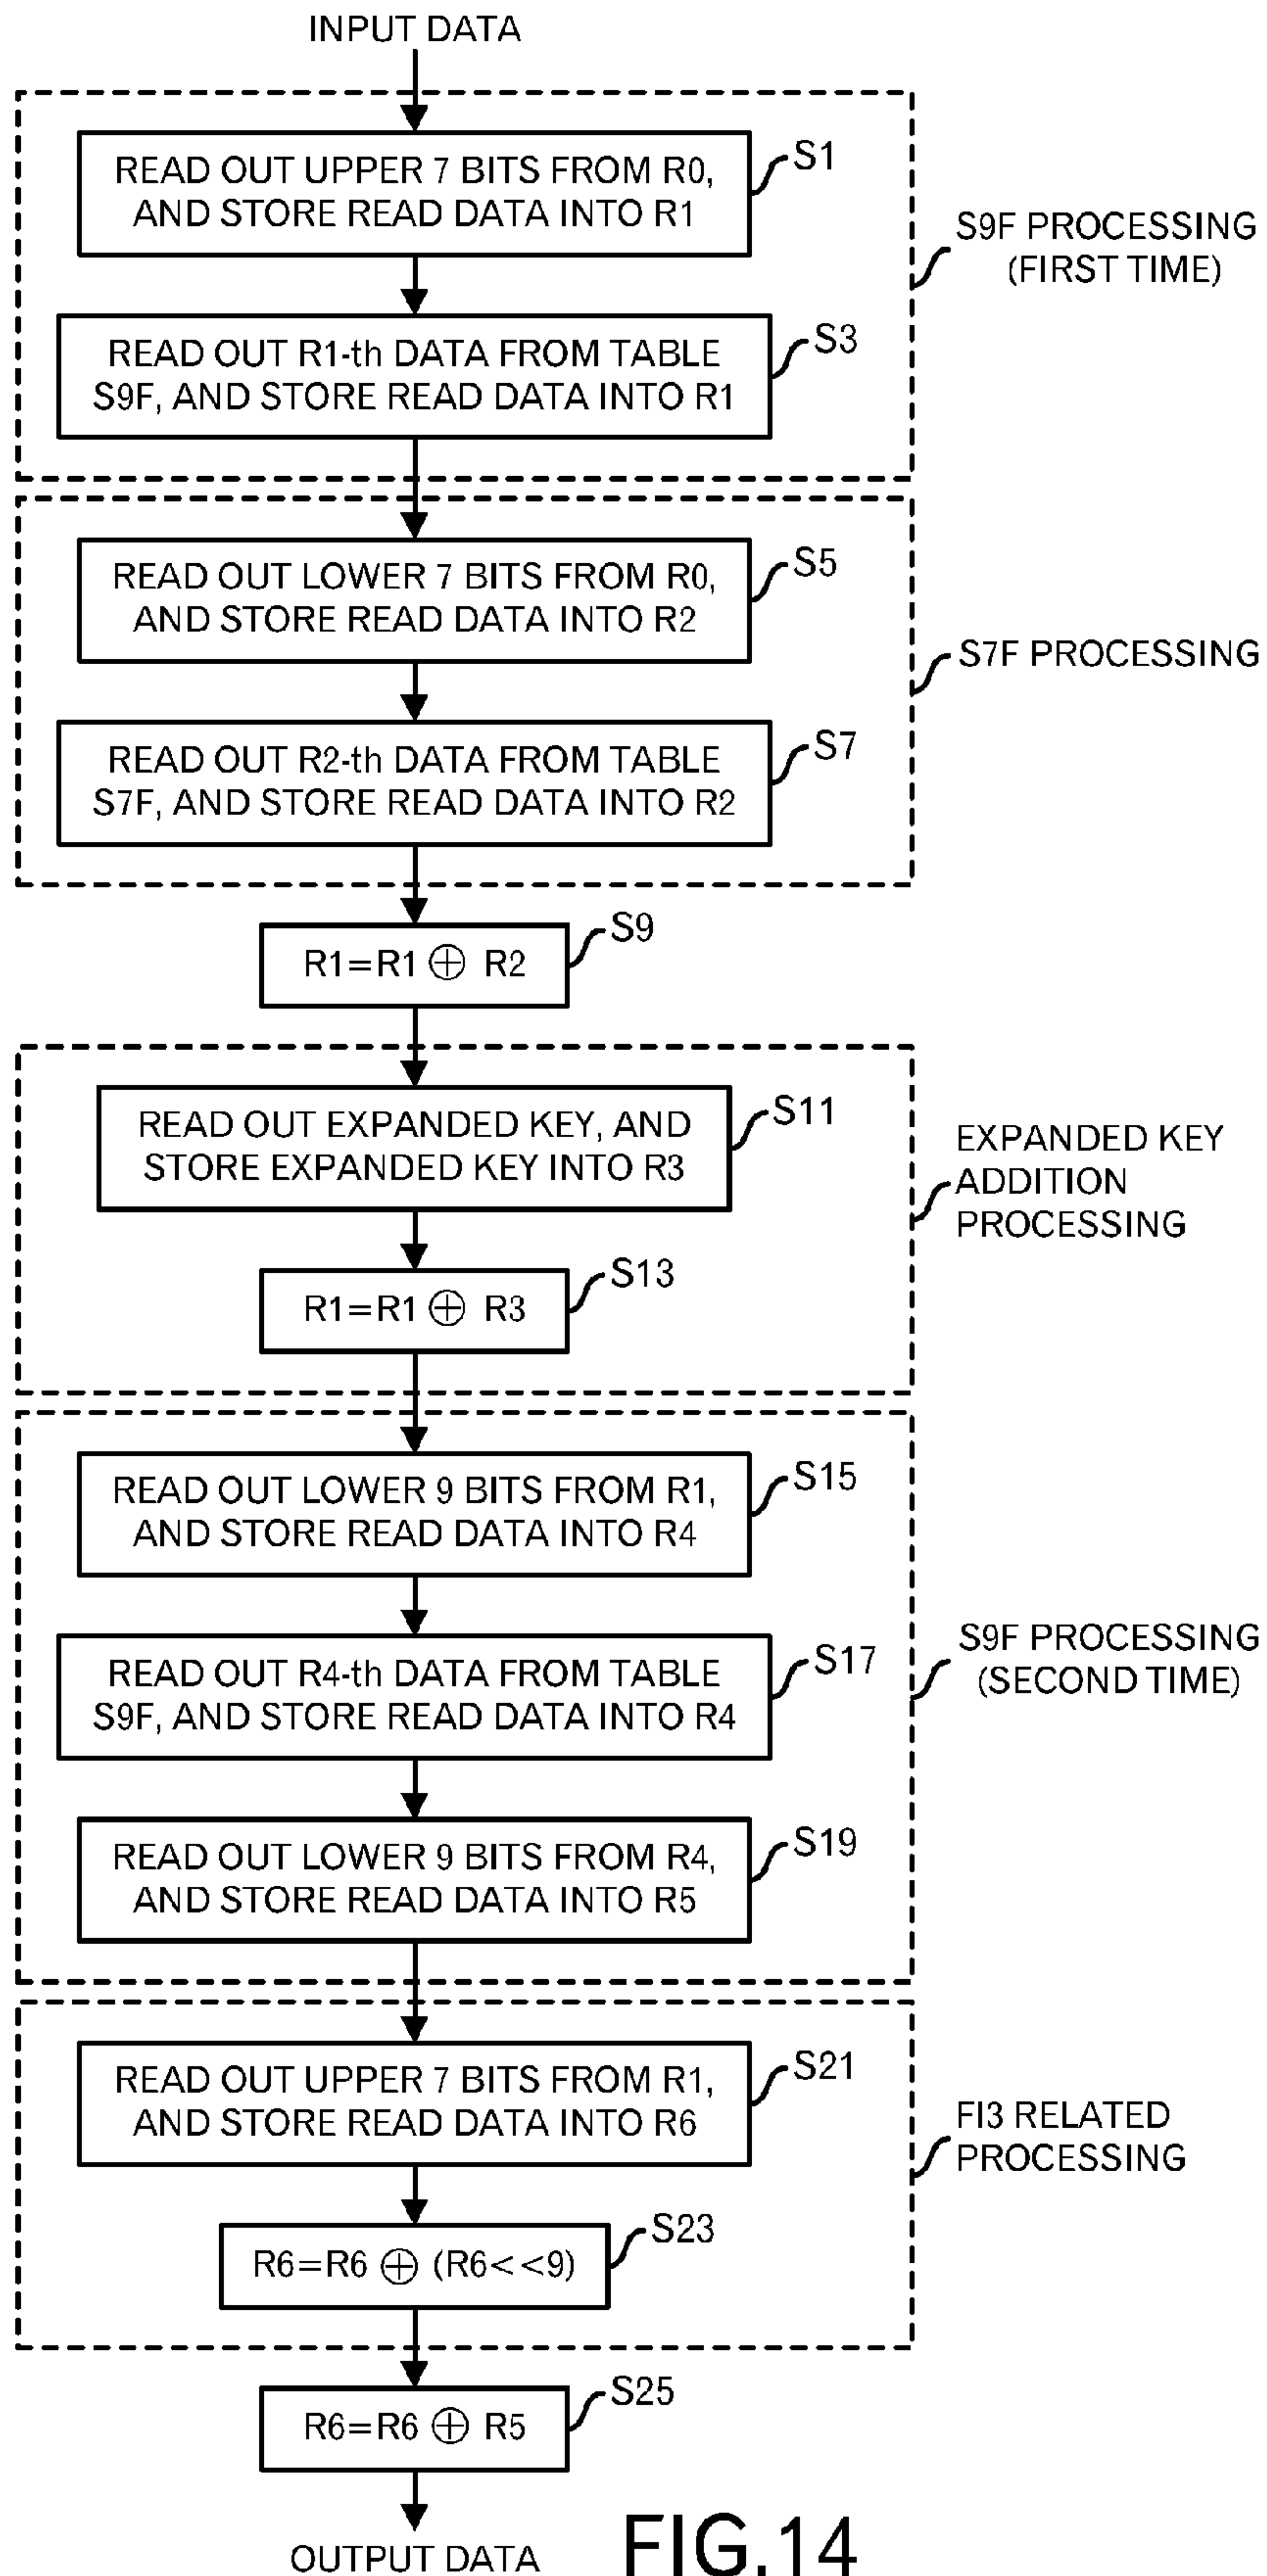 INPUT DATA
READ OUT UPPER 7 BITS FROM R0,
AND STORE READ DATA INTO R1
S1
S9F PROCESSING
(FIRST TIME)
READ OUT R1-th DATA FROM TABLE
S9F, AND STORE READ DATA INTO R1
S3
READ OUT LOWER 7 BITS FROM R0,
AND STORE READ DATA INTO R2
S5
S7F PROCESSING
READ OUT R2-th DATA FROM TABLE
S7F, AND STORE READ DATA INTO R2
S7
R1=R1 ⊕ R2
S9
READ OUT EXPANDED KEY, AND
STORE EXPANDED KEY INTO R3
S11
EXPANDED KEY
ADDITION
PROCESSING
R1=R1 ⊕ R3
S13
READ OUT LOWER 9 BITS FROM R1,
AND STORE READ DATA INTO R4
S15
READ OUT R4-th DATA FROM TABLE
S9F, AND STORE READ DATA INTO R4
S17
S9F PROCESSING
(SECOND TIME)
READ OUT LOWER 9 BITS FROM R4,
AND STORE READ DATA INTO R5
S19
READ OUT UPPER 7 BITS FROM R1,
AND STORE READ DATA INTO R6
S21
FI3 RELATED
PROCESSING
R6=R6 ⊕ (R6<<9)
S23
R6=R6 ⊕ R5
S25
OUTPUT DATA
FIG.14